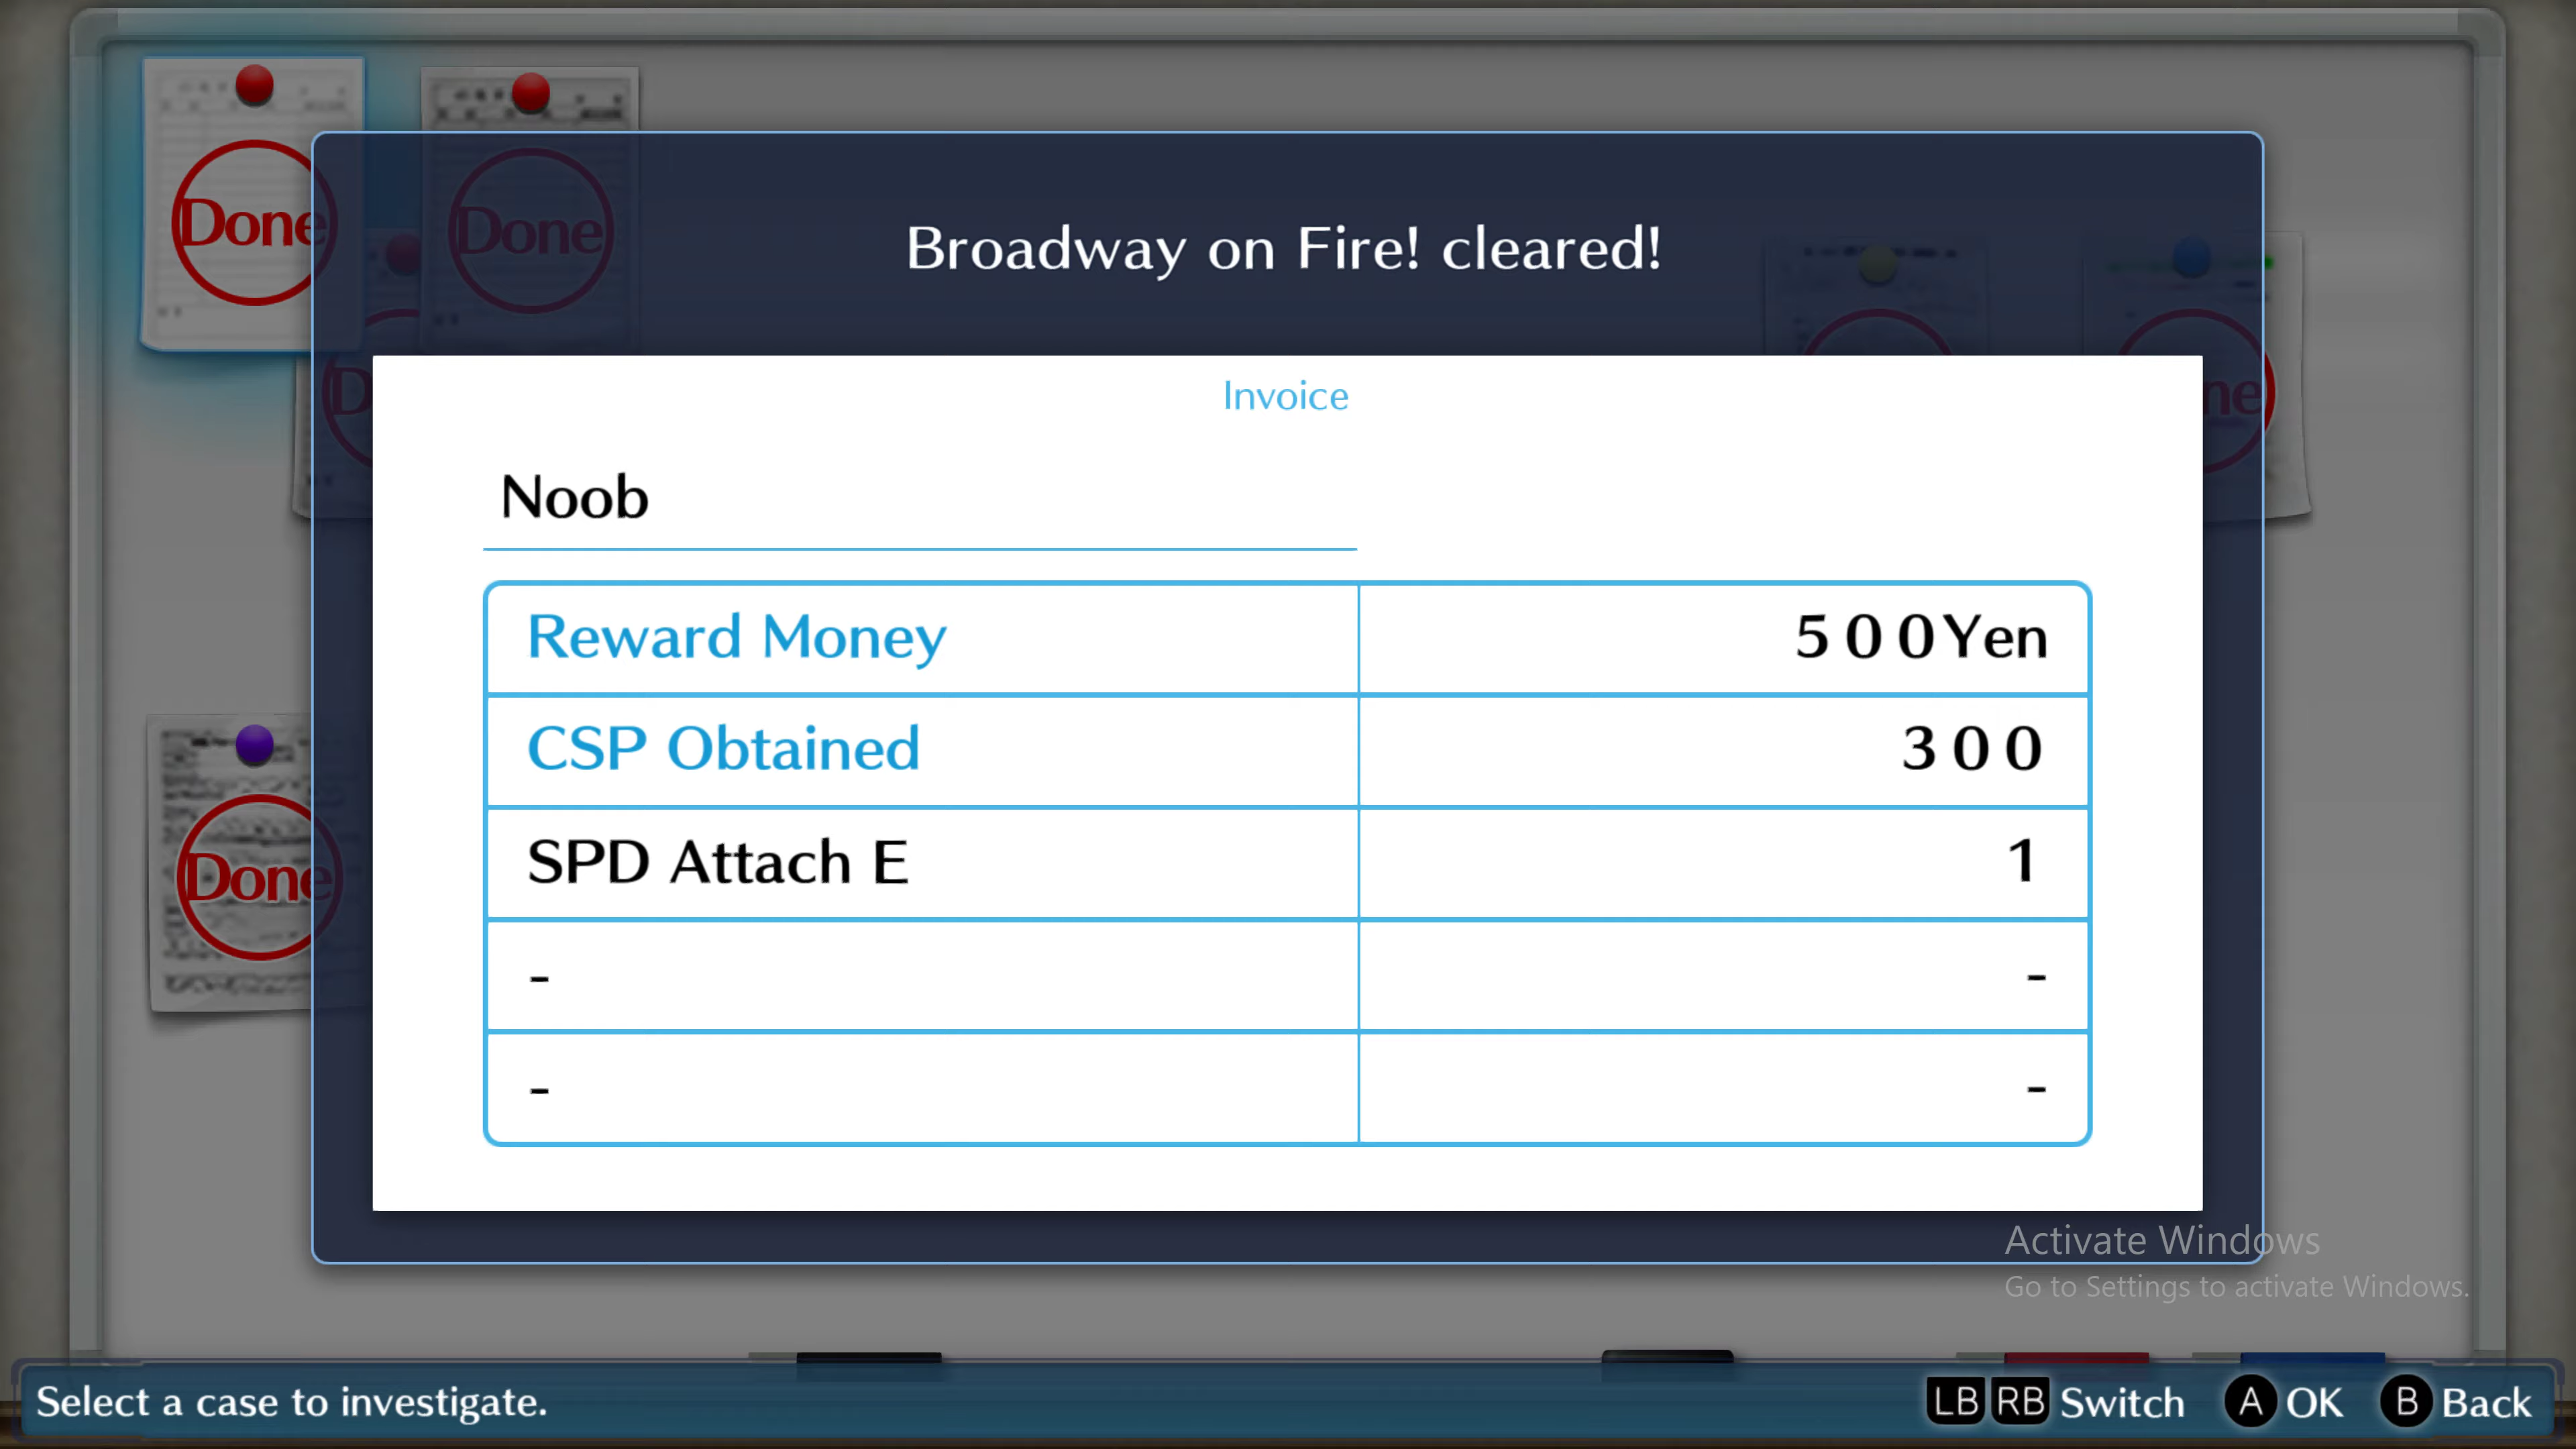 Done
Done
Broadway on Fire! cleared!
Invoice
Noob
Reward Money 500Yen
CSP Obtained 300
SPD Attach E 1
- -
- -
Done
Activate Windows
Go to Settings to activate Windows.
Select a case to investigate.
LB RB Switch A OK B Back